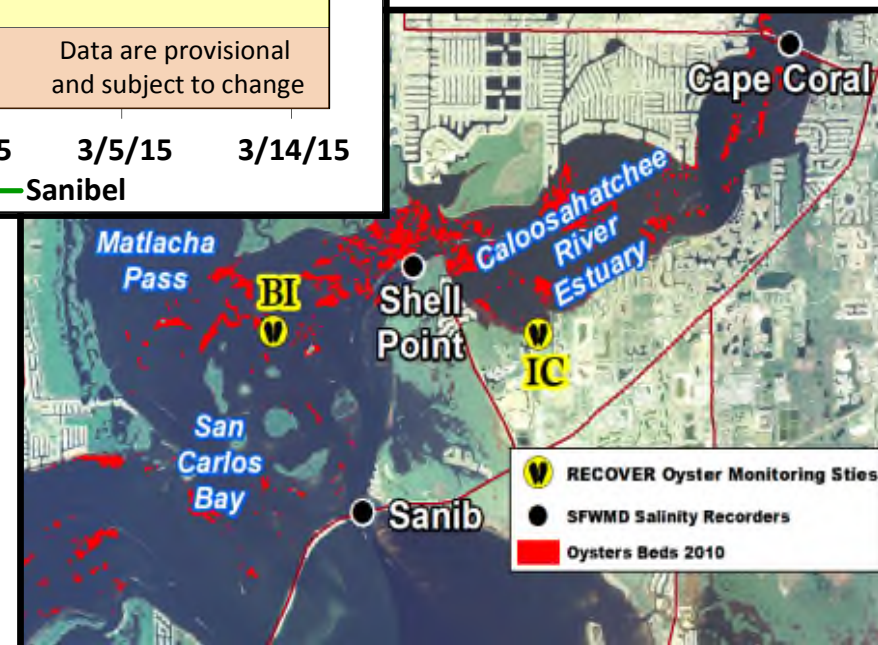 Data are provisional
and subject to change
5 3/5/15 3/14/15
Sanibel
Cape Coral
Caloosahatchee
River
Estuary
Matlacha
Pass
BI
Shell
Point
IC
San
Carlos
Bay
Sanib
RECOVER Oyster Monitoring Sties
SFWMD Salinity Recorders
Oysters Beds 2010